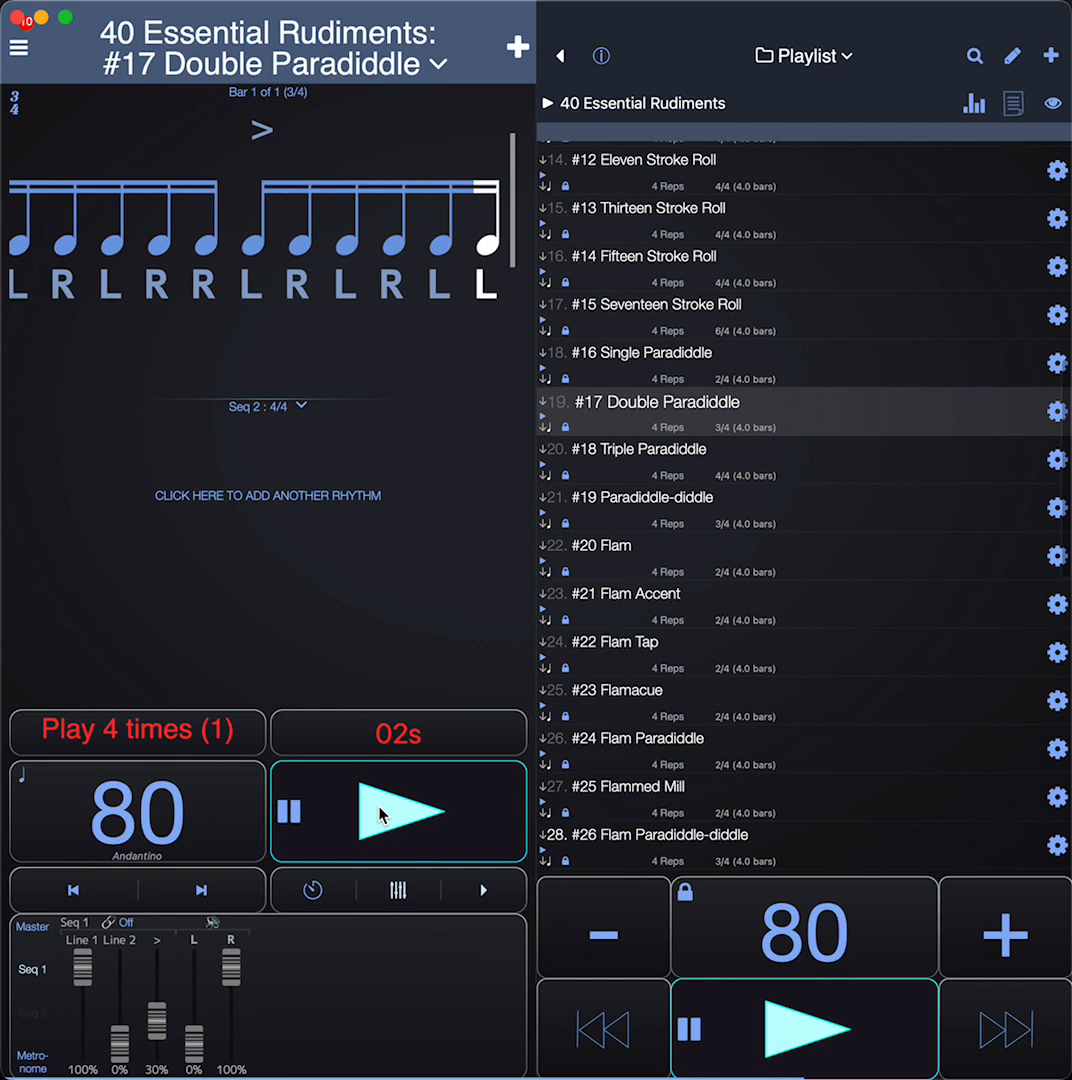 10
40 Essential Rudiments:
#17 Double Paradiddle
3
4
Bar 1 of 1 (3/4)
>
L R L R R L R L R L L
Seq 2 : 4/4
CLICK HERE TO ADD ANOTHER RHYTHM
Play 4 times (1)
02s
80
Andantino
Master
Seq 1
Off
Line 1 Line 2 > L R
Seq 1
Seq 2
Metro-
nome
100% 0% 30% 0% 100%
Playlist
40 Essential Rudiments
14. #12 Eleven Stroke Roll
4 Reps 4/4 (4.0 bars)
15. #13 Thirteen Stroke Roll
4 Reps 4/4 (4.0 bars)
16. #14 Fifteen Stroke Roll
4 Reps 4/4 (4.0 bars)
17. #15 Seventeen Stroke Roll
4 Reps 6/4 (4.0 bars)
18. #16 Single Paradiddle
4 Reps 2/4 (4.0 bars)
19. #17 Double Paradiddle
4 Reps 3/4 (4.0 bars)
20. #18 Triple Paradiddle
4 Reps 4/4 (4.0 bars)
21. #19 Paradiddle-diddle
4 Reps 3/4 (4.0 bars)
22. #20 Flam
4 Reps 2/4 (4.0 bars)
23. #21 Flam Accent
4 Reps 2/4 (4.0 bars)
24. #22 Flam Tap
4 Reps 2/4 (4.0 bars)
25. #23 Flamacue
4 Reps 2/4 (4.0 bars)
26. #24 Flam Paradiddle
4 Reps 2/4 (4.0 bars)
27. #25 Flammed Mill
4 Reps 2/4 (4.0 bars)
28. #26 Flam Paradiddle-diddle
4 Reps 3/4 (4.0 bars)
80